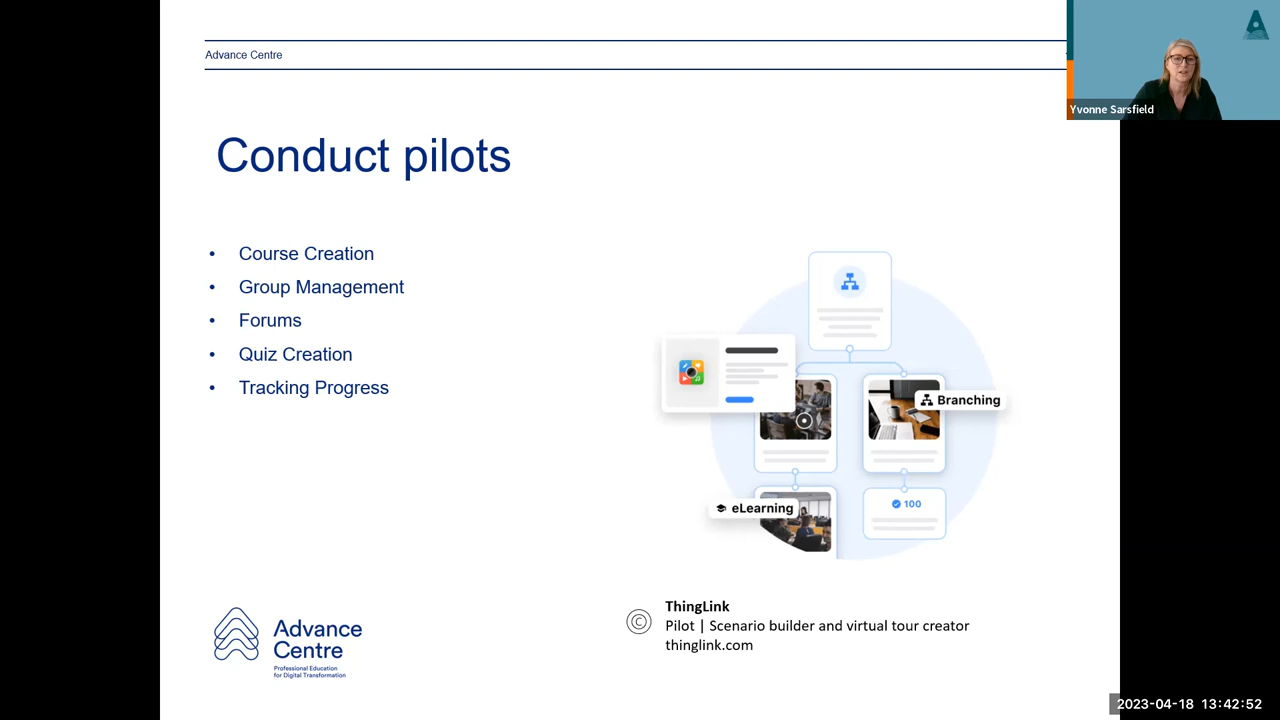 Advance Centre
Yvonne Sarsfield
Conduct pilots
• Course Creation
• Group Management
• Forums
• Quiz Creation
• Tracking Progress
Branching
100
eLearning
Advance
Centre
Professional Education
for Digital Transformation
©
ThingLink
Pilot | Scenario builder and virtual tour creator
thinglink.com
2023-04-18 13:42:52